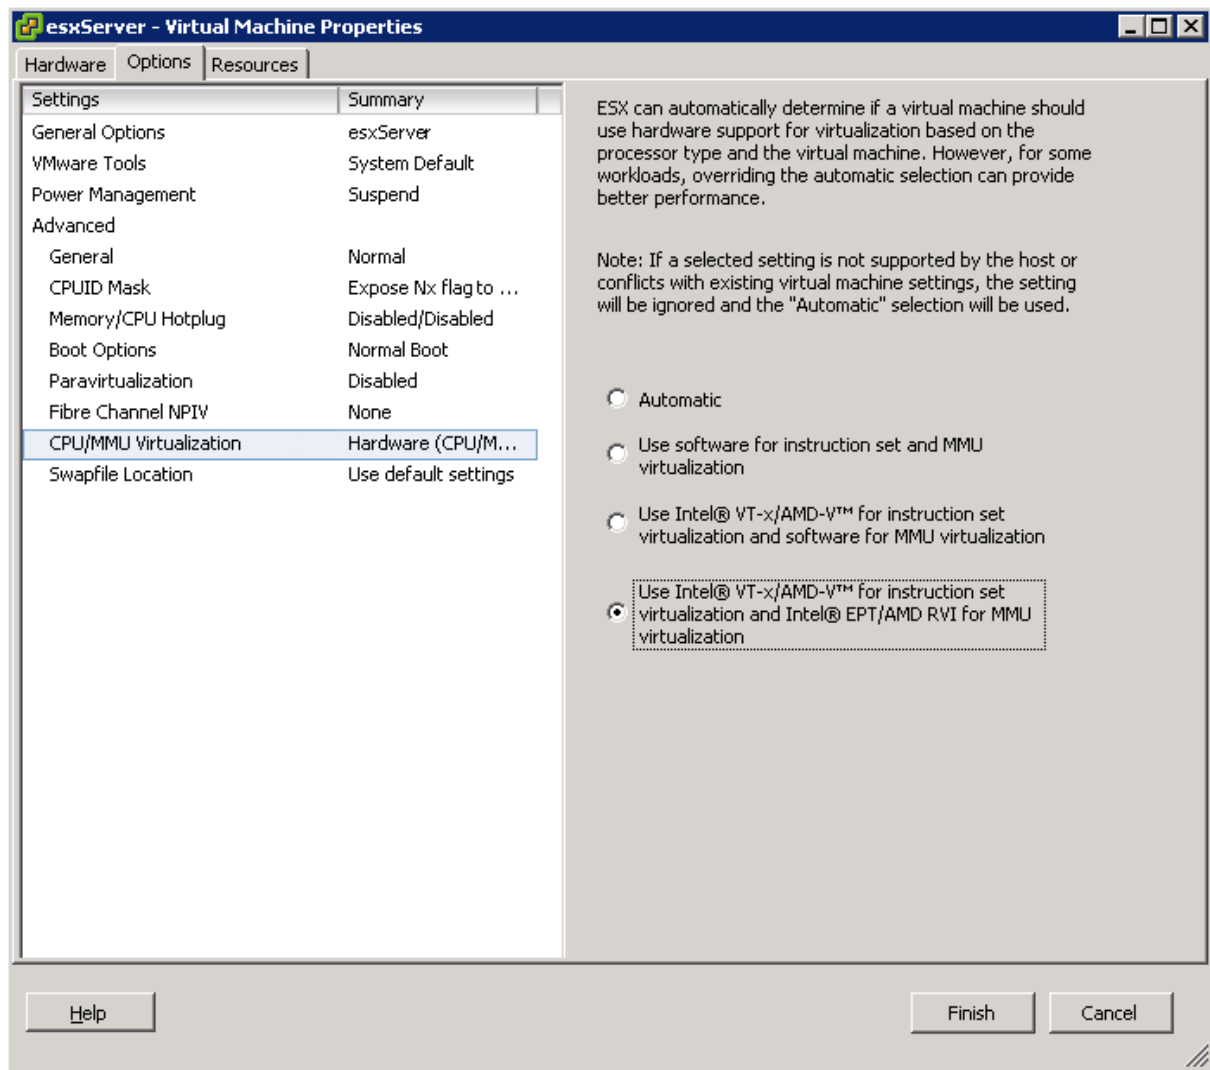 esxServer - Virtual Machine Properties
Hardware Options Resources
Settings Summary
General Options esxServer
VMware Tools System Default
Power Management Suspend
Advanced
General Normal
CPUID Mask Expose Nx flag to ...
Memory/CPU Hotplug Disabled/Disabled
Boot Options Normal Boot
Paravirtualization Disabled
Fibre Channel NPIV None
CPU/MMU Virtualization Hardware (CPU/M...
Swapfile Location Use default settings
ESX can automatically determine if a virtual machine should
use hardware support for virtualization based on the
processor type and the virtual machine. However, for some
workloads, overriding the automatic selection can provide
better performance.
Note: If a selected setting is not supported by the host or
conflicts with existing virtual machine settings, the setting
will be ignored and the "Automatic" selection will be used.
Automatic
Use software for instruction set and MMU
virtualization
Use Intel® VT-x/AMD-V™ for instruction set
virtualization and software for MMU virtualization
Use Intel® VT-x/AMD-V™ for instruction set
virtualization and Intel® EPT/AMD RVI for MMU
virtualization
Help Finish Cancel